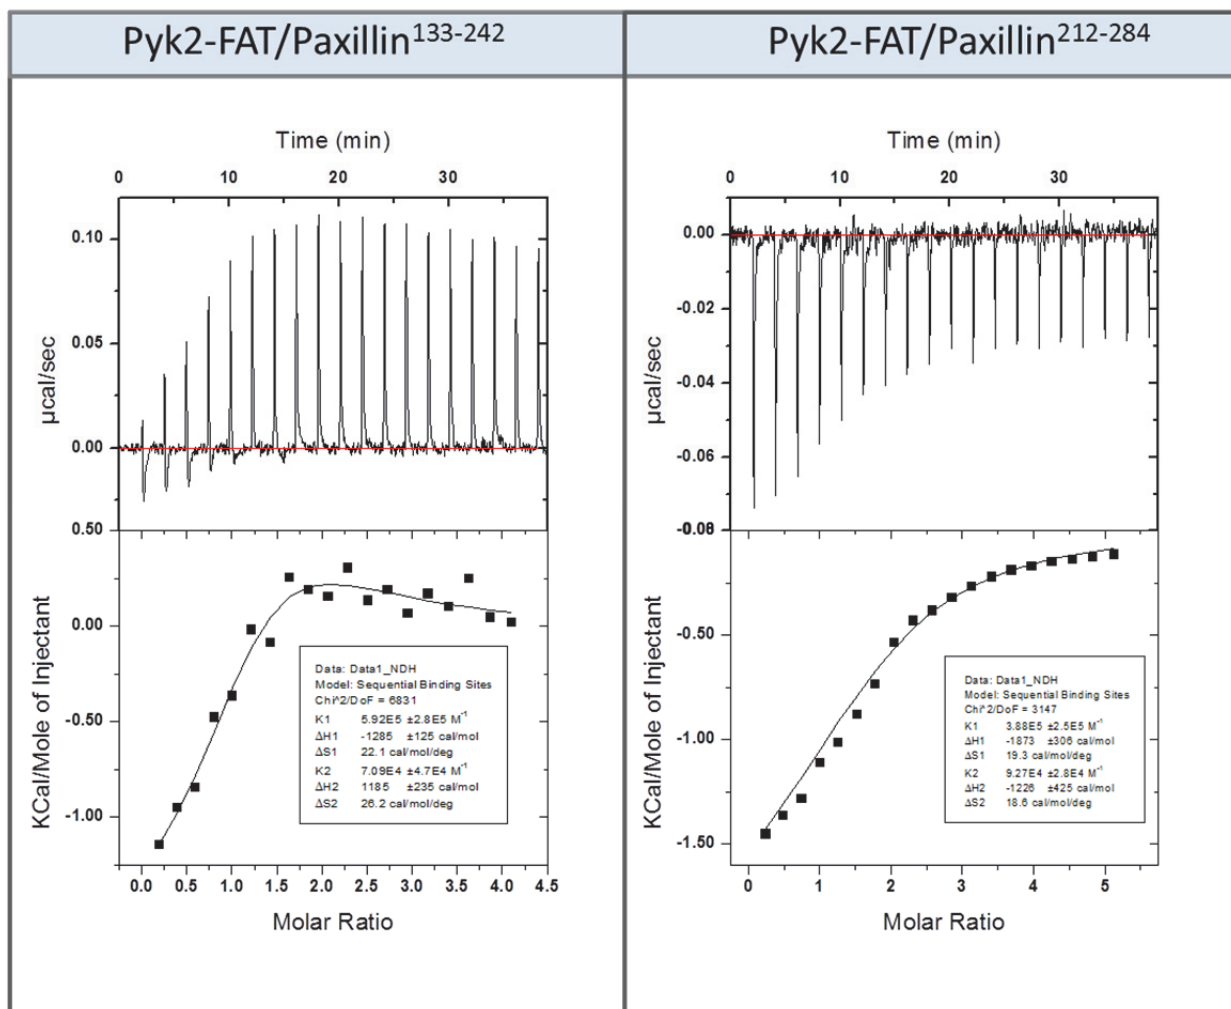 Pyk2-FAT/Paxillin133-242
Time (min)
0 10 20 30
0.10
0.05
0.00
0.50
µcal/sec
0.00
-0.50
-1.00
KCal/Mole of Injectant
Data: Data1_NDH
Model: Sequential Binding Sites
Chi^2/DoF = 6831
K1 5.92E5 ±2.8E5 M-1
ΔH1 -1285 ±125 cal/mol
ΔS1 22.1 cal/mol/deg
K2 7.09E4 ±4.7E4 M-1
ΔH2 1185 ±235 cal/mol
ΔS2 26.2 cal/mol/deg
0.0 0.5 1.0 1.5 2.0 2.5 3.0 3.5 4.0 4.5
Molar Ratio
Pyk2-FAT/Paxillin212-284
Time (min)
0 10 20 30
0.00
-0.02
-0.04
-0.06
-0.08
µcal/sec
-0.50
-1.00
-1.50
KCal/Mole of Injectant
Data: Data1_NDH
Model: Sequential Binding Sites
Chi^2/DoF = 3147
K1 3.88E5 ±2.5E5 M-1
ΔH1 -1873 ±306 cal/mol
ΔS1 19.3 cal/mol/deg
K2 9.27E4 ±2.8E4 M-1
ΔH2 -1226 ±425 cal/mol
ΔS2 18.6 cal/mol/deg
0 1 2 3 4 5
Molar Ratio